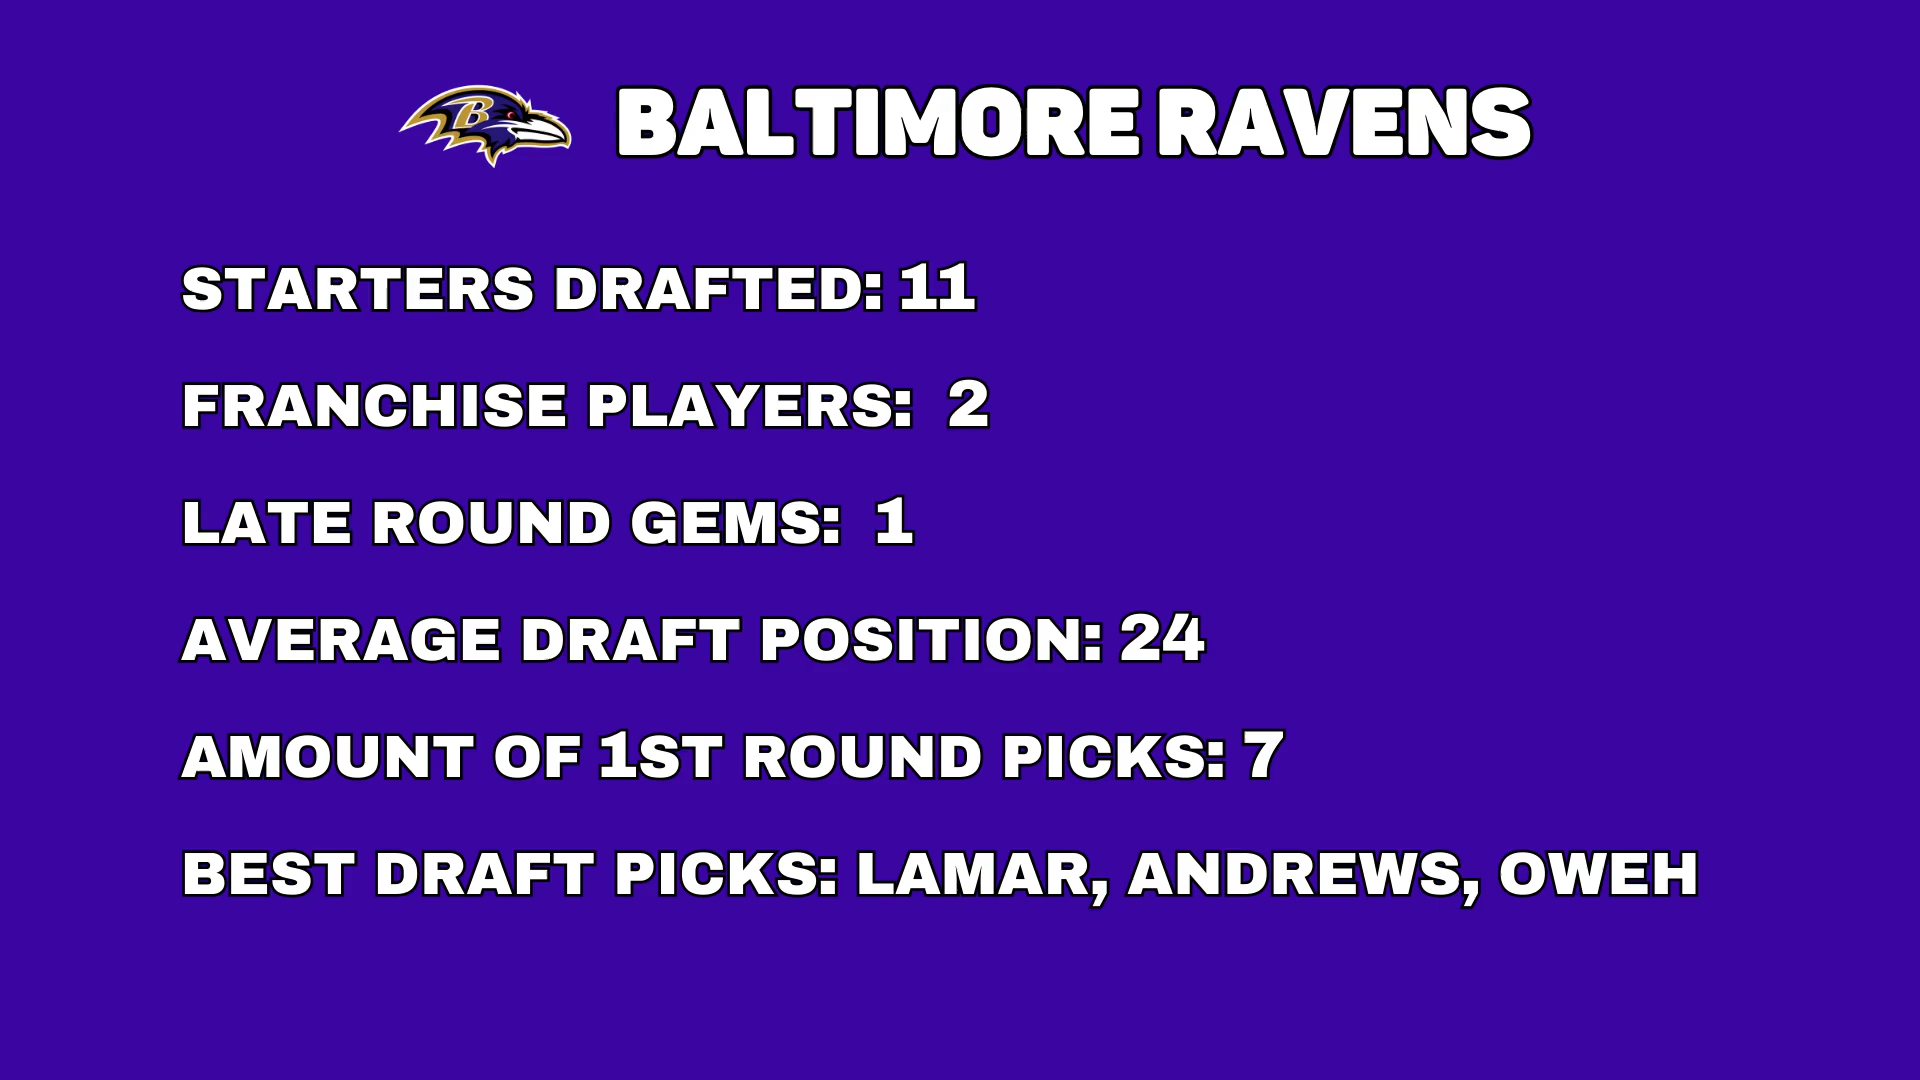 B
BALTIMORE RAVENS
STARTERS DRAFTED: 11
FRANCHISE PLAYERS: 2
LATE ROUND GEMS: 1
AVERAGE DRAFT POSITION: 24
AMOUNT OF 1ST ROUND PICKS: 7
BEST DRAFT PICKS: LAMAR, ANDREWS, OWEH